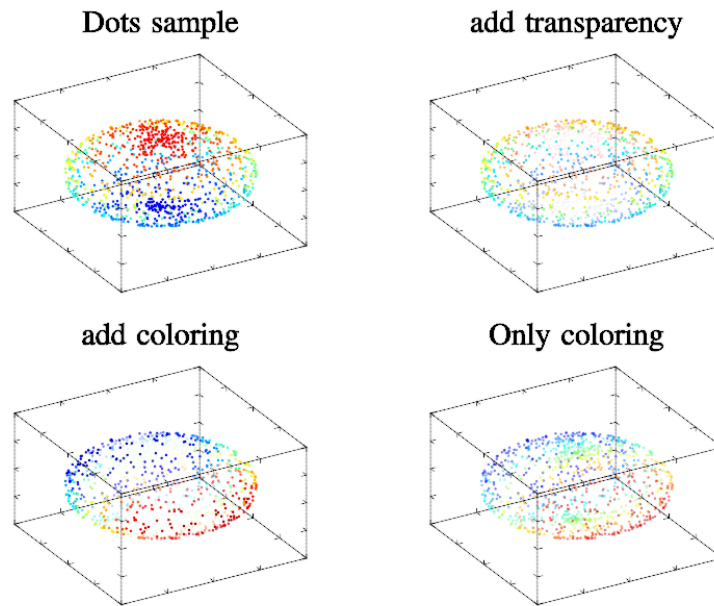 Dots sample
add transparency
add coloring
Only coloring